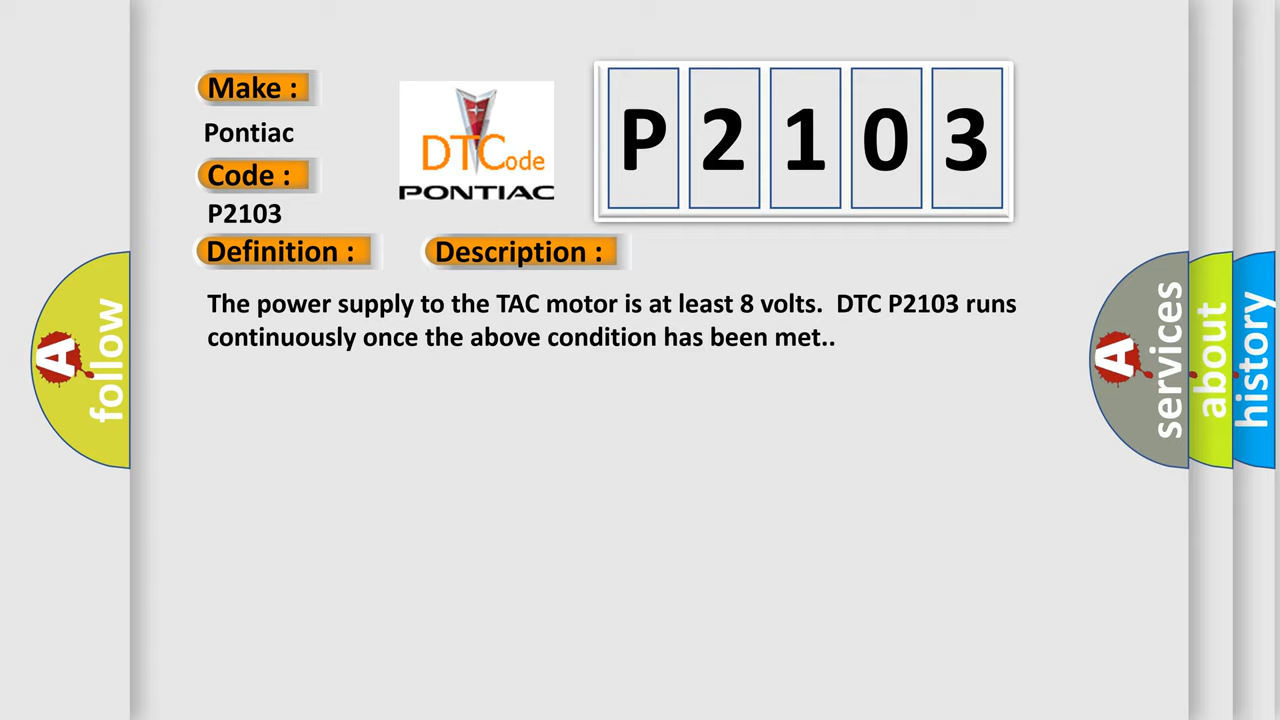 Make :
Pontiac
Code :
P2103
Definition :
Description :
The power supply to the TAC motor is at least 8 volts.  DTC P2103 runs
continuously once the above condition has been met..
DTCode
PONTIAC
P 2 1 0 3
A follow
A services
about
history